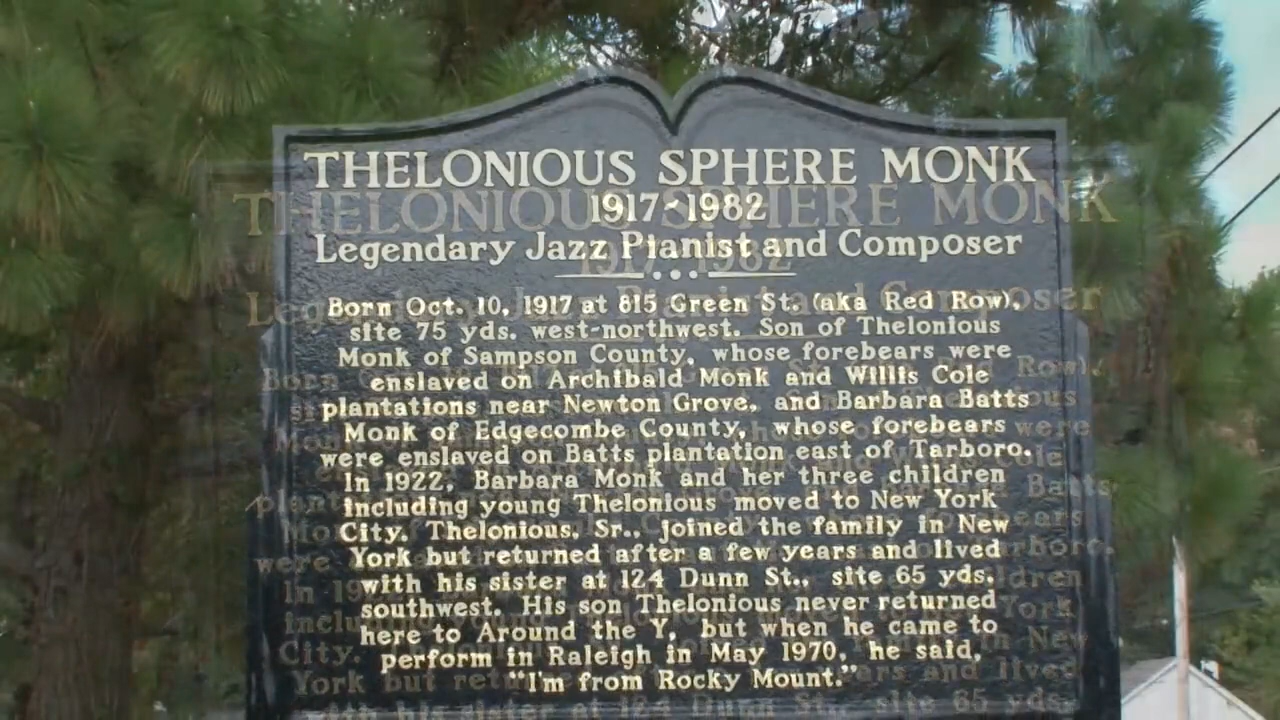 THELONIOUS SPHERE MONK
1917-1982
Legendary Jazz Pianist and Composer
Born Oct. 10, 1917 at 815 Green St. (aka Red Row),
site 75 yds. west-northwest. Son of Thelonious
Monk of Sampson County, whose forebears were
enslaved on Archibald Monk and Willis Cole
plantations near Newton Grove, and Barbara Batts
Monk of Edgecombe County, whose forebears
were enslaved on Batts plantation east of Tarboro.
In 1922, Barbara Monk and her three children
including young Thelonious moved to New York
City. Thelonious, Sr., joined the family in New
York but returned after a few years and lived
with his sister at 124 Dunn St., site 65 yds.
southwest. His son Thelonious never returned
here to Around the Y, but when he came to
perform in Raleigh in May 1970, he said,
"I'm from Rocky Mount."